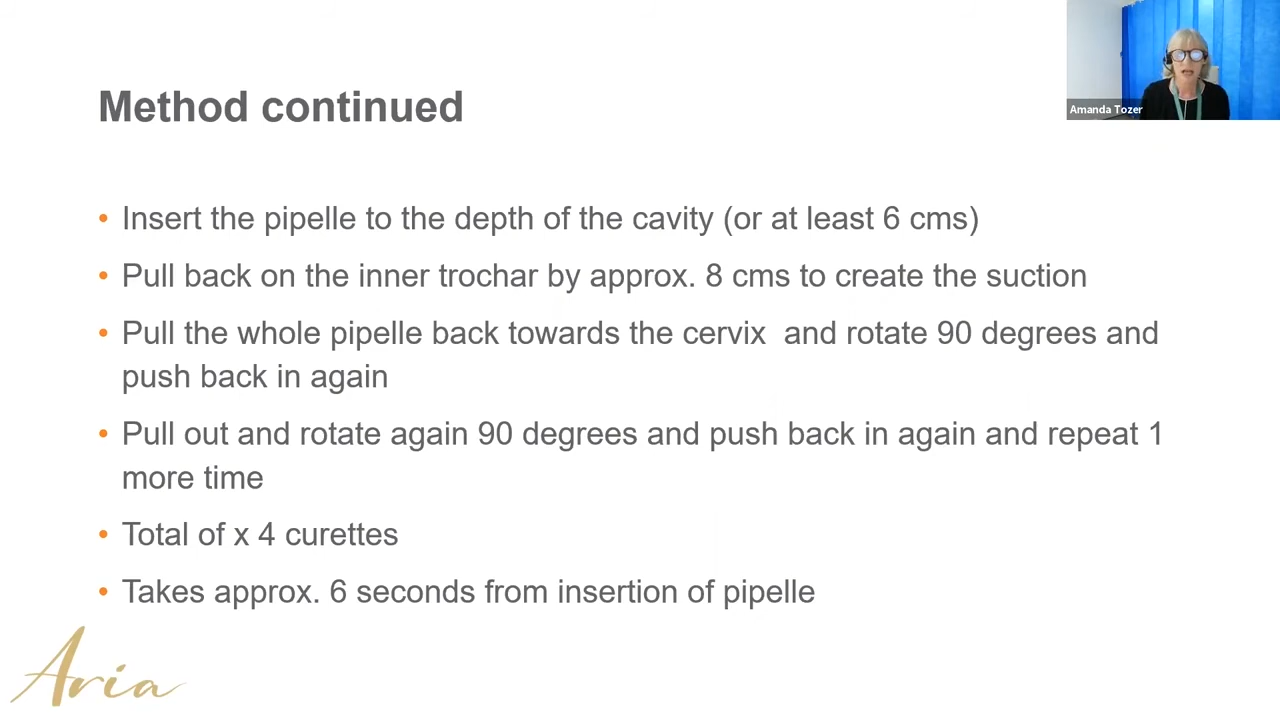 Method continued
Amanda Tozer
• Insert the pipelle to the depth of the cavity (or at least 6 cms)
• Pull back on the inner trochar by approx. 8 cms to create the suction
• Pull the whole pipelle back towards the cervix  and rotate 90 degrees and
push back in again
• Pull out and rotate again 90 degrees and push back in again and repeat 1
more time
• Total of x 4 curettes
• Takes approx. 6 seconds from insertion of pipelle
Aria